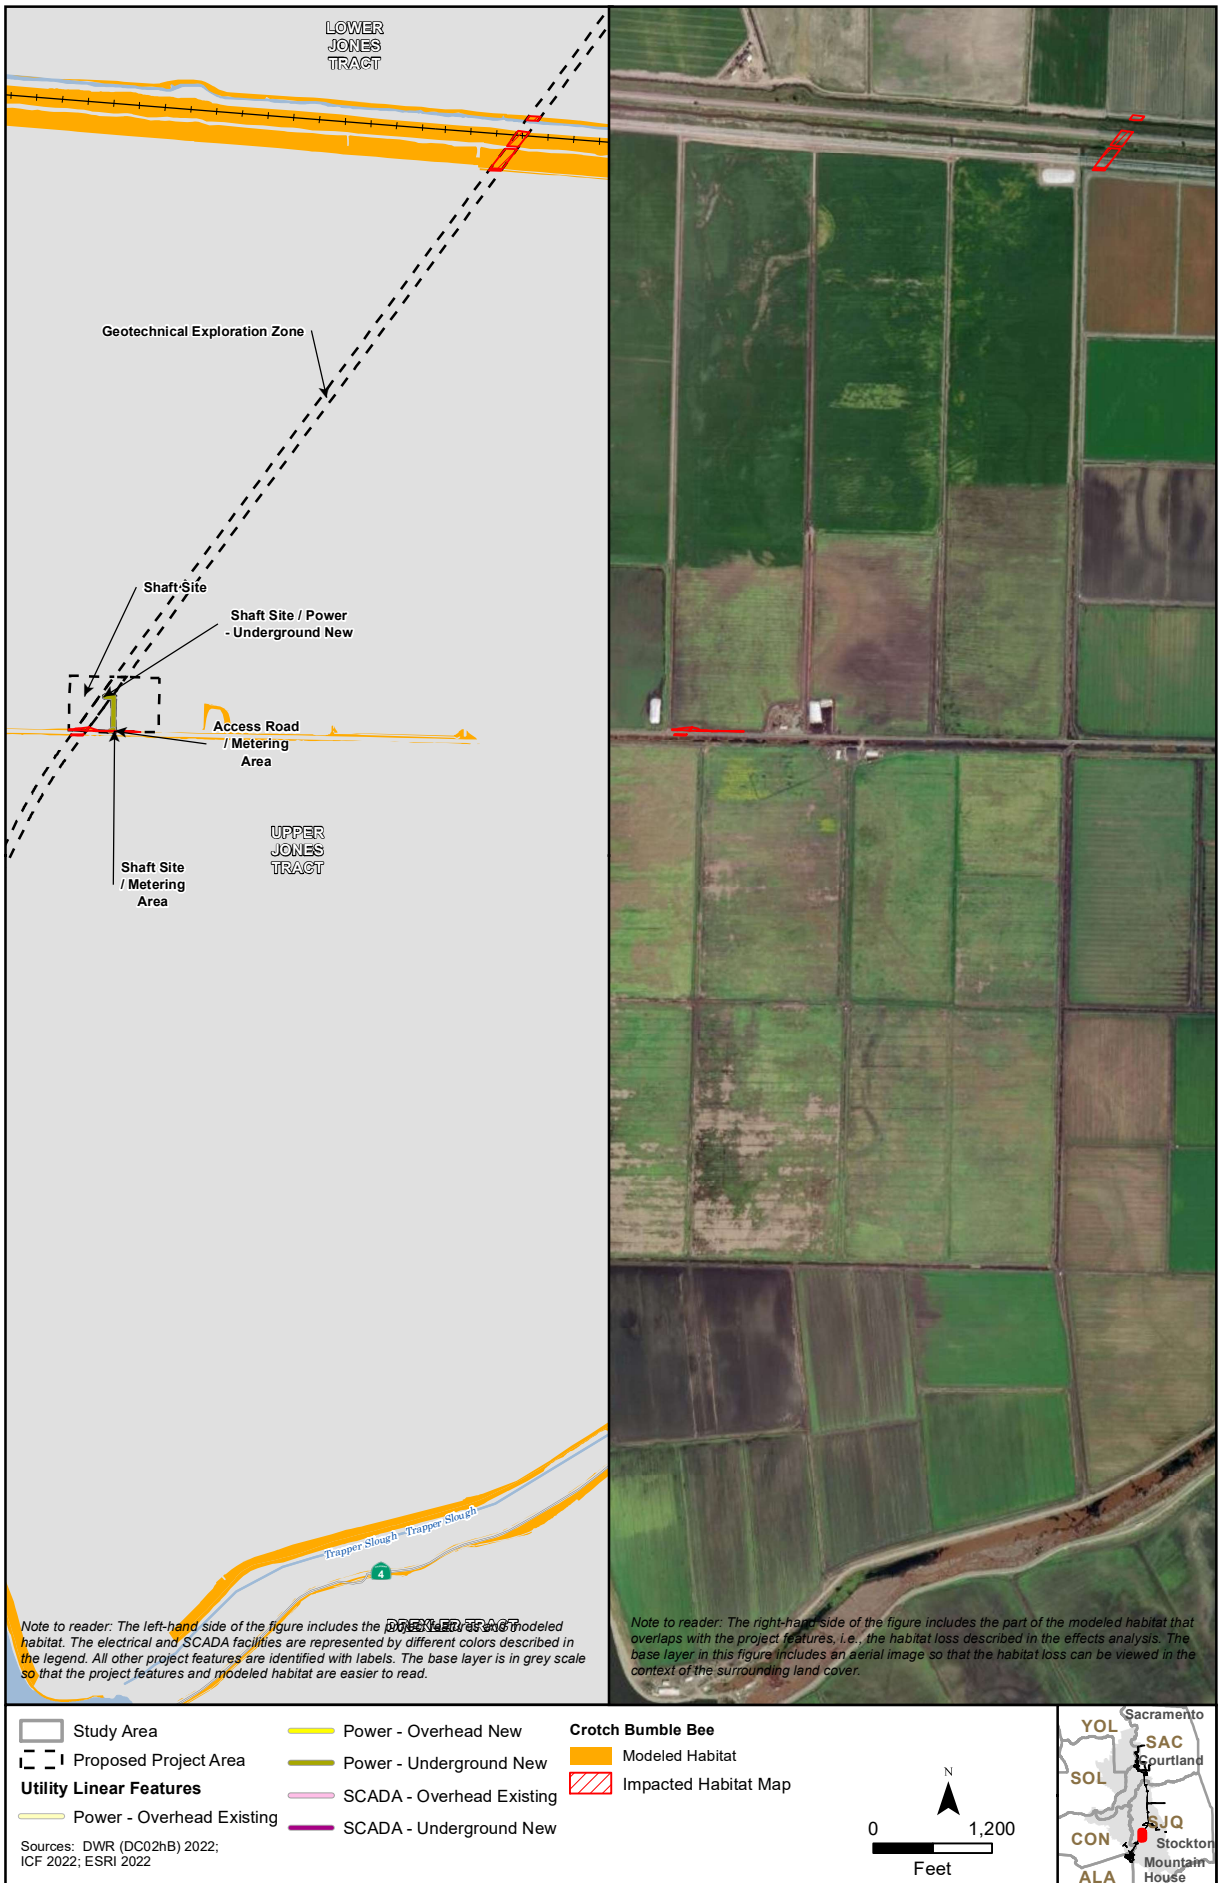 LOWER
JONES
TRACT
Geotechnical Exploration Zone
Shaft Site
Shaft Site / Power
- Underground New
Access Road
/ Metering
Area
UPPER
JONES
TRACT
Shaft Site
/ Metering
Area
Trapper Slough
Trapper Slough
4
DREXLER TRACT
Note to reader: The left-hand side of the figure includes the project features and modeled
habitat. The electrical and SCADA facilities are represented by different colors described in
the legend. All other project features are identified with labels. The base layer is in grey scale
so that the project features and modeled habitat are easier to read.
Note to reader: The right-hand side of the figure includes the part of the modeled habitat that
overlaps with the project features, i.e., the habitat loss described in the effects analysis. The
base layer in this figure includes an aerial image so that the habitat loss can be viewed in the
context of the surrounding land cover.
Study Area
Proposed Project Area
Utility Linear Features
Power - Overhead Existing
Sources: DWR (DC02hB) 2022;
ICF 2022; ESRI 2022
Power - Overhead New
Power - Underground New
SCADA - Overhead Existing
SCADA - Underground New
Crotch Bumble Bee
Modeled Habitat
Impacted Habitat Map
N
0 1,200
Feet
Sacramento
YOL
SAC
Courtland
SOL
SJQ
CON
Stockton
Mountain
House
ALA